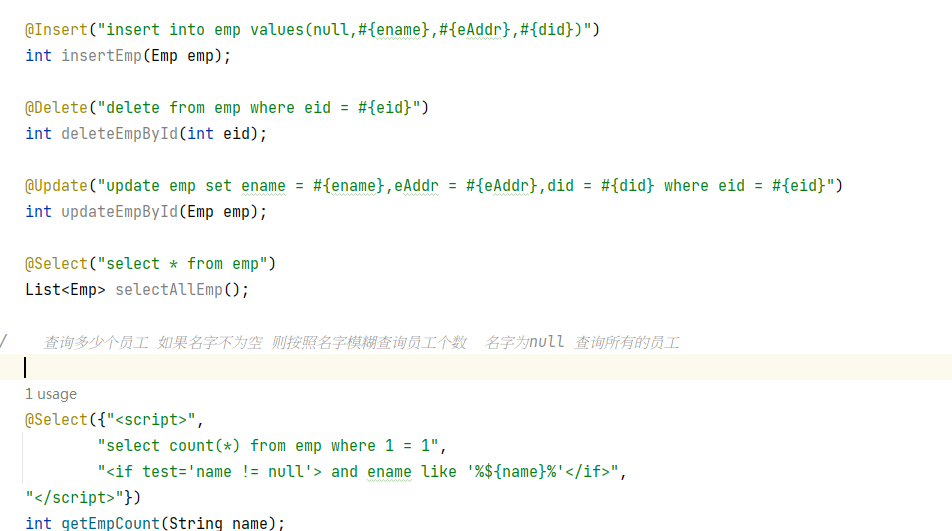 @Insert("insert into emp values(null,#{ename},#{eAddr},#{did})")
int insertEmp(Emp emp);
@Delete("delete from emp where eid = #{eid}")
int deleteEmpById(int eid);
@Update("update emp set ename = #{ename},eAddr = #{eAddr},did = #{did} where eid = #{eid}")
int updateEmpById(Emp emp);
@Select("select * from emp")
List<Emp> selectAllEmp();
/ 查询多少个员工 如果名字不为空 则按照名字模糊查询员工个数 名字为null 查询所有的员工
1 usage
@Select({"<script>",
"select count(*) from emp where 1 = 1",
"<if test='name != null'> and ename like '%${name}%'</if>",
"</script>"})
int getEmpCount(String name);